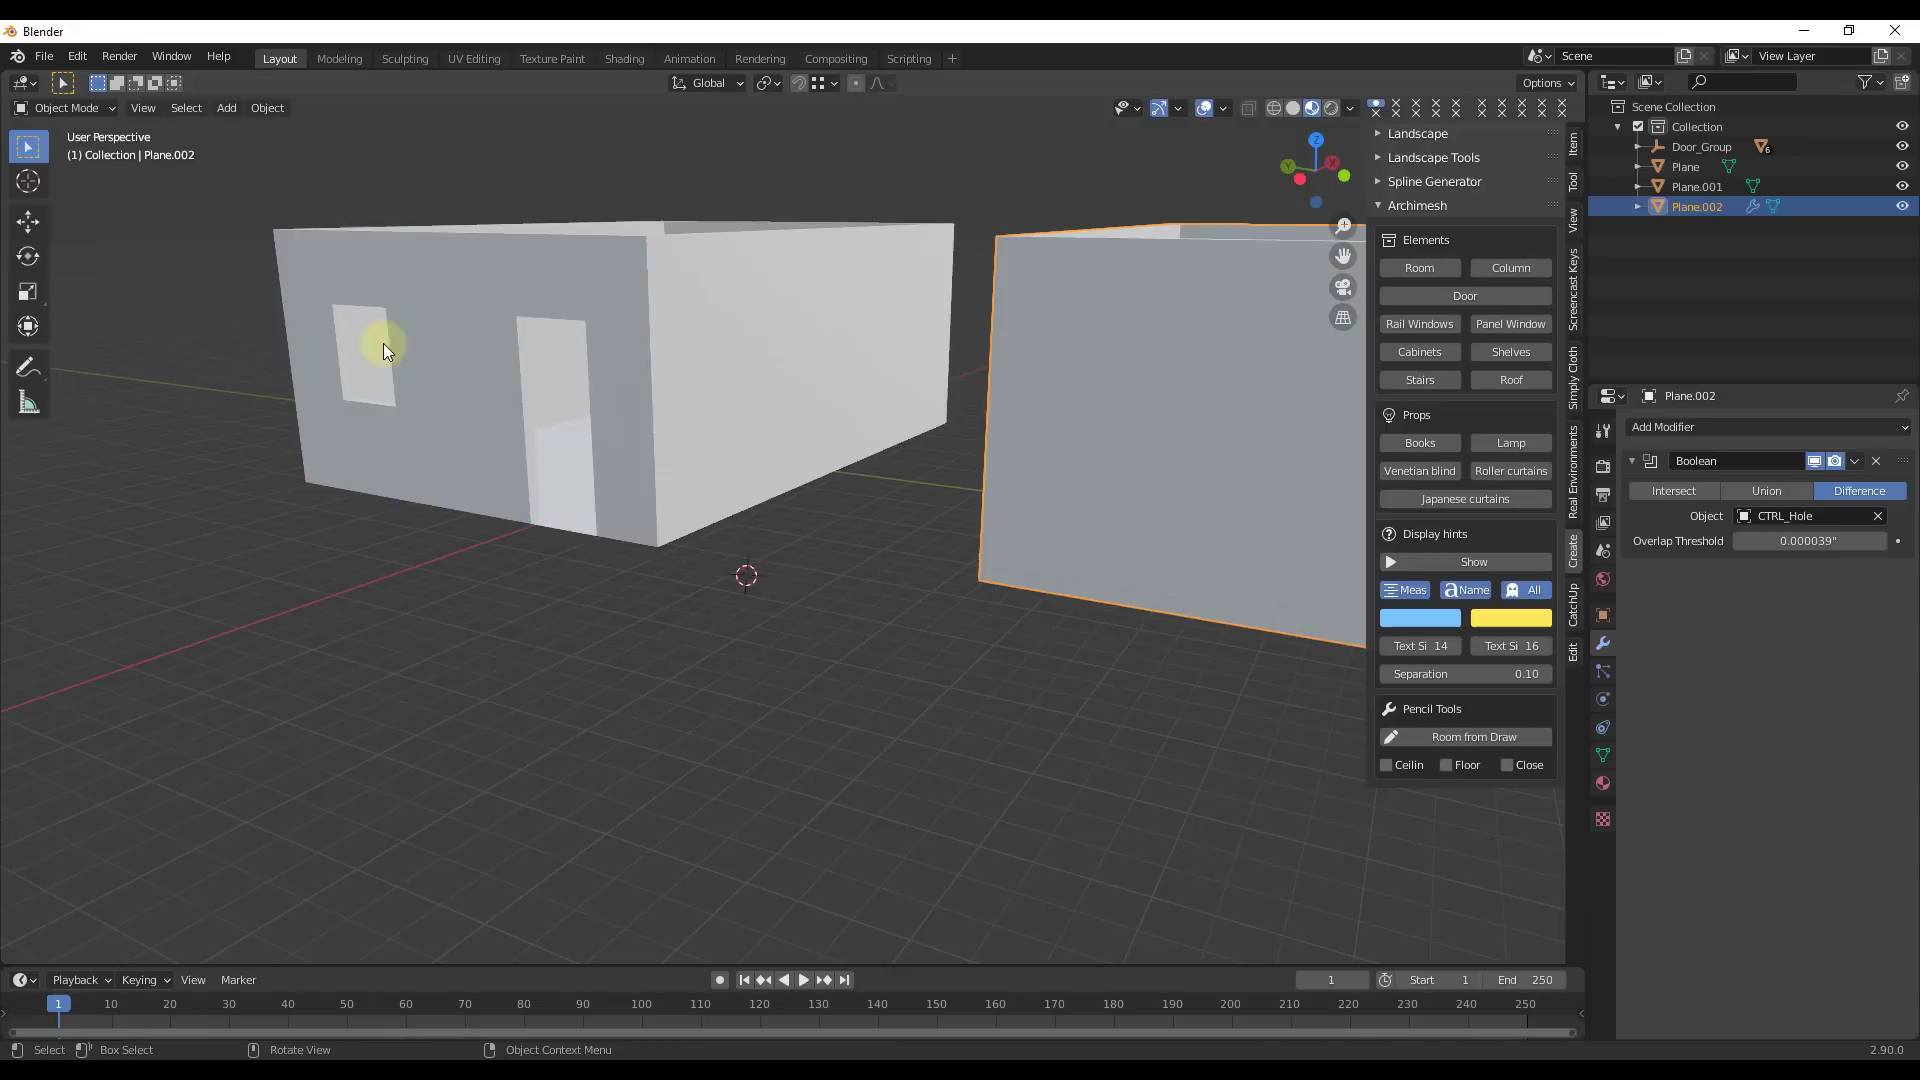 Blender
File Edit Render Window Help Layout Modeling Sculpting UV Editing Texture Paint Shading Animation Rendering Compositing Scripting + Scene View Layer
Global Options
Object Mode View Select Add Object
User Perspective
(1) Collection | Plane.002
Z
Y
X
Landscape
Landscape Tools
Spline Generator
Archimesh
Elements
Room Column
Door
Rail Windows Panel Window
Cabinets Shelves
Stairs Roof
Props
Books Lamp
Venetian blind Roller curtains
Japanese curtains
Display hints
Show
Meas aName All
Text Si 14 Text Si 16
Separation 0.10
Pencil Tools
Room from Draw
Ceilin Floor Close
Item
Tool
View
Screencast Keys
Simply Cloth
Real Environments
Create
CatchUp
Edit
Scene Collection
Collection
Door_Group 6
Plane
Plane.001
Plane.002
Plane.002
Add Modifier
Boolean
Intersect Union Difference
Object CTRL_Hole
Overlap Threshold 0.000039"
Playback Keying View Marker 1 Start 1 End 250
1 10 20 30 40 50 60 70 80 90 100 110 120 130 140 150 160 170 180 190 200 210 220 230 240 250
Select Box Select Rotate View Object Context Menu 2.90.0